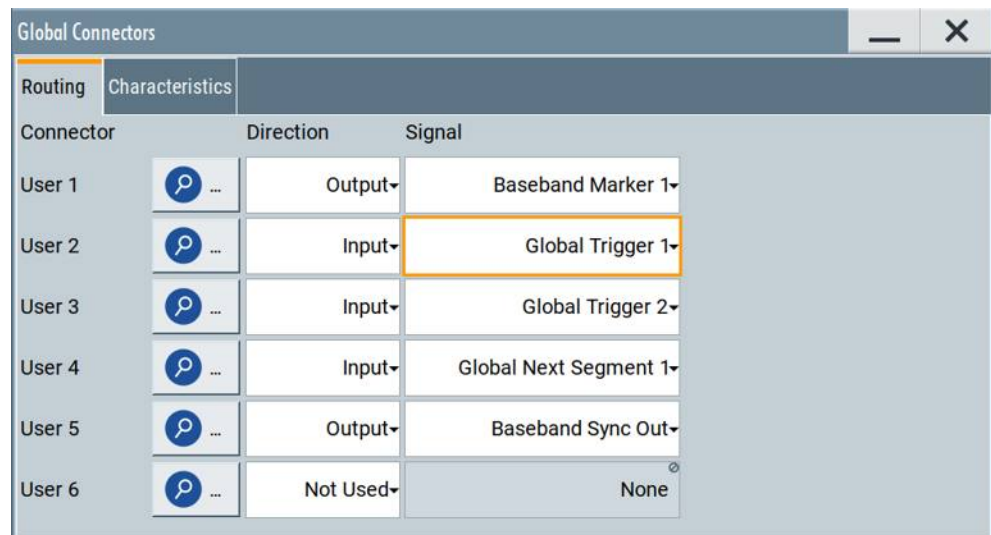 Global Connectors
Routing Characteristics
Connector Direction Signal
User 1 ... Output Baseband Marker 1
User 2 ... Input Global Trigger 1
User 3 ... Input Global Trigger 2
User 4 ... Input Global Next Segment 1
User 5 ... Output Baseband Sync Out
User 6 ... Not Used None